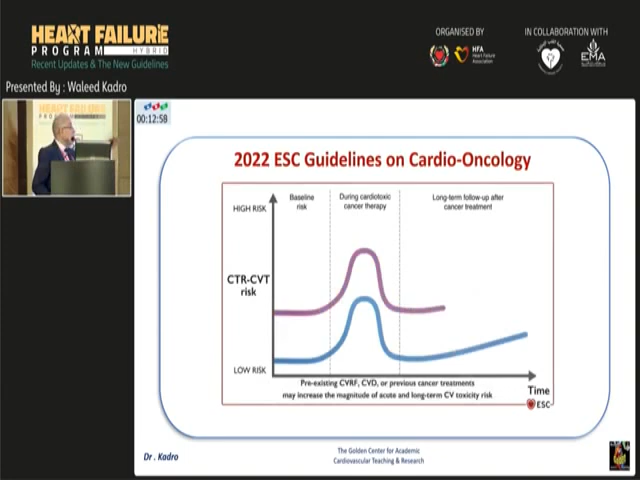 HEART FAILURE
PROGRAM HYBRID
Recent Updates & The New Guidelines
ORGANISED BY
HFA
Heart Failure
Association
IN COLLABORATION WITH
EMA
Presented By : Waleed Kadro
00:12:58
2022 ESC Guidelines on Cardio-Oncology
HIGH RISK
Baseline
risk
During cardiotoxic
cancer therapy
Long-term follow-up after
cancer treatment
CTR-CVT
risk
LOW RISK
Time
Pre-existing CVRF, CVD, or previous cancer treatments
may increase the magnitude of acute and long-term CV toxicity risk
ESC
Dr . Kadro
The Golden Center for Academic
Cardiovascular Teaching & Research